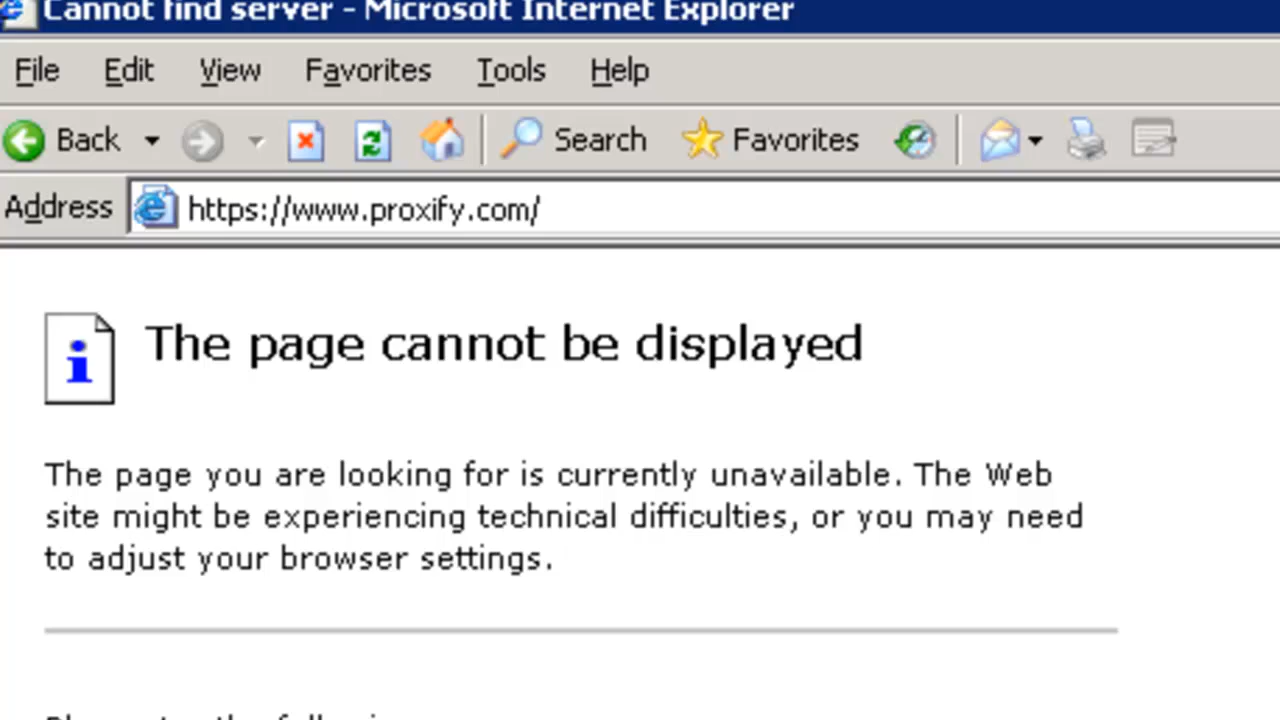 Cannot find server - Microsoft Internet Explorer
File Edit View Favorites Tools Help
Back Search Favorites
Address https://www.proxify.com/
The page cannot be displayed
The page you are looking for is currently unavailable. The Web
site might be experiencing technical difficulties, or you may need
to adjust your browser settings.